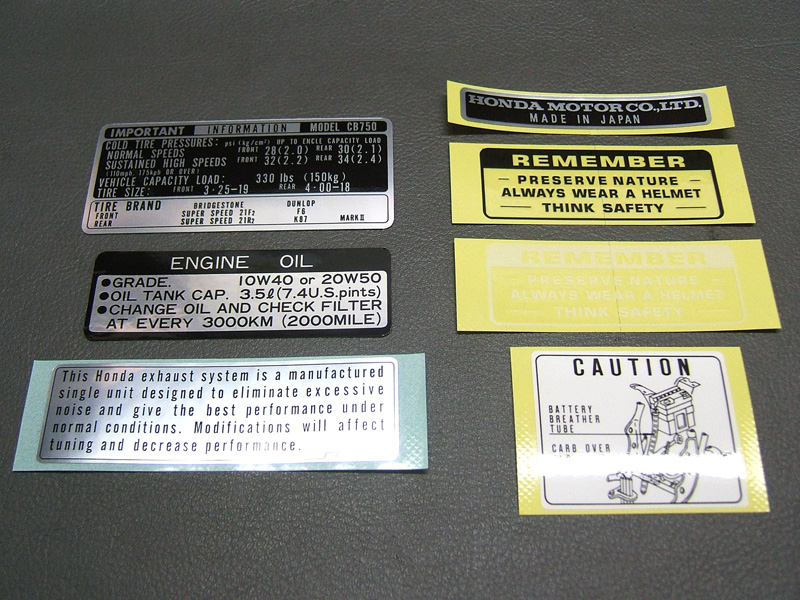 IMPORTANT INFORMATION MODEL CB750
COLD TIRE PRESSURES: psi (kg/cm²) UP TO ENCLE CAPACITY LOAD
NORMAL SPEEDS FRONT 28(2.0) REAR 30(2.1)
SUSTAINED HIGH SPEEDS FRONT 32(2.2) REAR 34(2.4)
(110mph, 175kph OR OVER)
VEHICLE CAPACITY LOAD: 330 lbs (150kg)
TIRE SIZE: FRONT 3·25-19 REAR 4·00-18
TIRE BRAND BRIDGESTONE DUNLOP
FRONT SUPER SPEED 21F2 F6
REAR SUPER SPEED 21R2 K87 MARK II
ENGINE OIL
●GRADE. 10W40 or 20W50
●OIL TANK CAP. 3.5ℓ(7.4U.S.pints)
●CHANGE OIL AND CHECK FILTER
AT EVERY 3000KM (2000MILE)
This Honda exhaust system is a manufactured
single unit designed to eliminate excessive
noise and give the best performance under
normal conditions. Modifications will affect
tuning and decrease performance.
HONDA MOTOR CO.,LTD.
MADE IN JAPAN
REMEMBER
— PRESERVE NATURE —
ALWAYS WEAR A HELMET
— THINK SAFETY —
REMEMBER
— PRESERVE NATURE —
ALWAYS WEAR A HELMET
— THINK SAFETY —
CAUTION
BATTERY
BREATHER
TUBE
CARB OVER